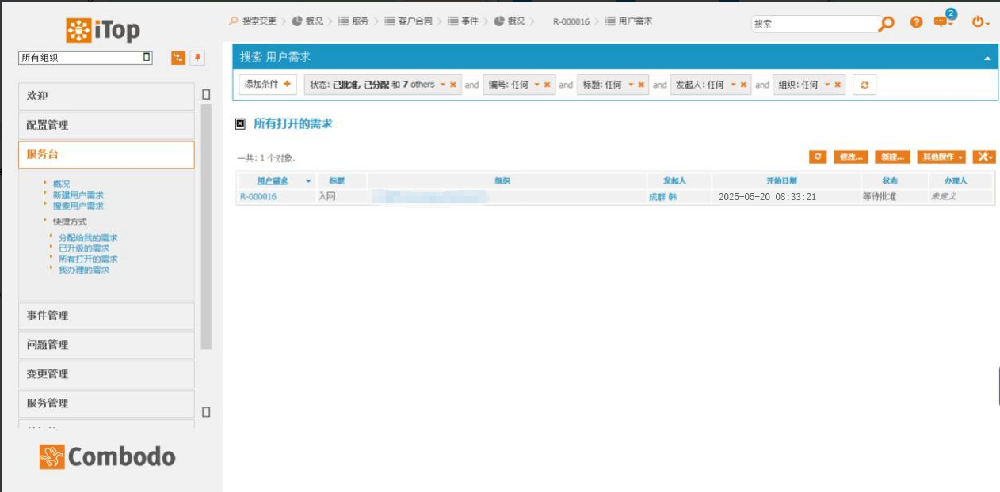 iTop
所有组织
欢迎
配置管理
服务台
概况
新建用户需求
搜索用户需求
快捷方式
分配给我的需求
已升级的需求
所有打开的需求
我办理的需求
事件管理
问题管理
变更管理
服务管理
Combodo
搜索变更 概况 服务 客户合同 事件 概况 R-000016 用户需求
搜索
2
搜索 用户需求
添加条件 状态: 已批准, 已分配 和 7 others and 编号: 任何 and 标题: 任何 and 发起人: 任何 and 组织: 任何
所有打开的需求
一共: 1 个对象.
修改... 新建... 其他操作
用户需求 标题 组织 发起人 开始日期 状态 办理人
R-000016 入网 成群 韩 2025-05-20 08:33:21 等待批准 未定义